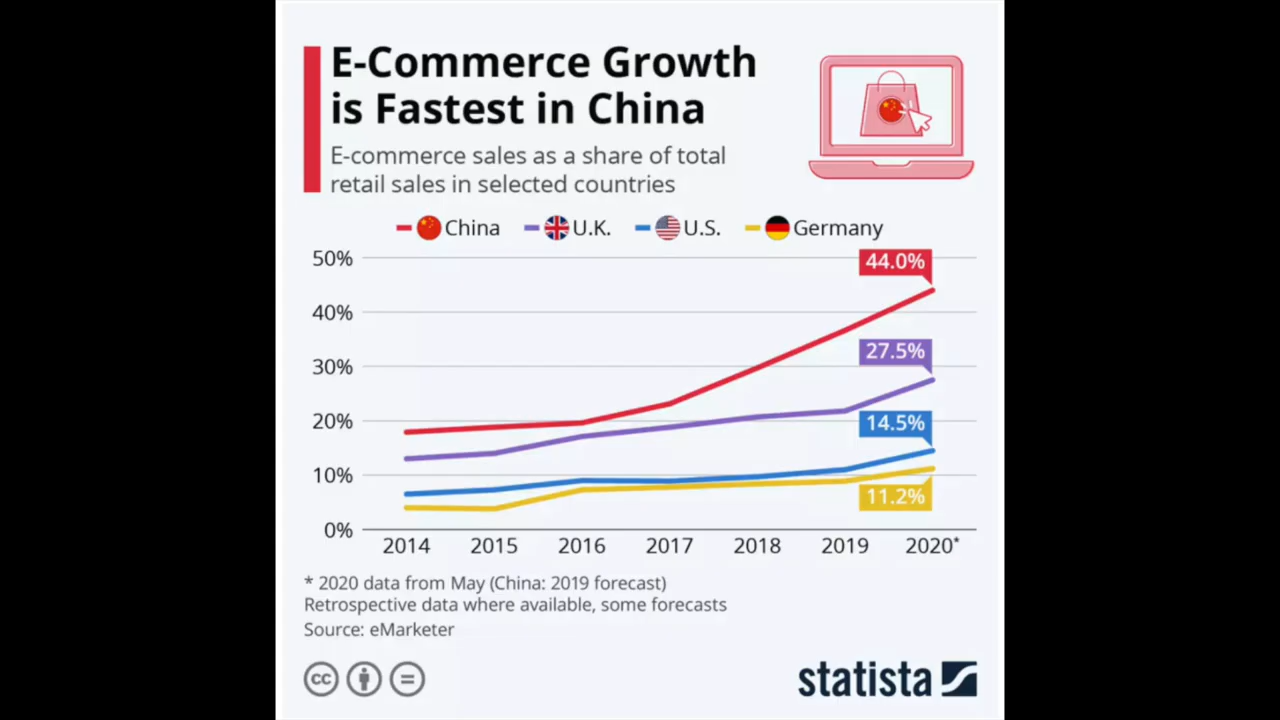 E-Commerce Growth
is Fastest in China
E-commerce sales as a share of total
retail sales in selected countries
China U.K. U.S. Germany
50%
44.0%
40%
27.5%
30%
20%
14.5%
10%
11.2%
0%
2014 2015 2016 2017 2018 2019 2020*
* 2020 data from May (China: 2019 forecast)
Retrospective data where available, some forecasts
Source: eMarketer
cc =
statista